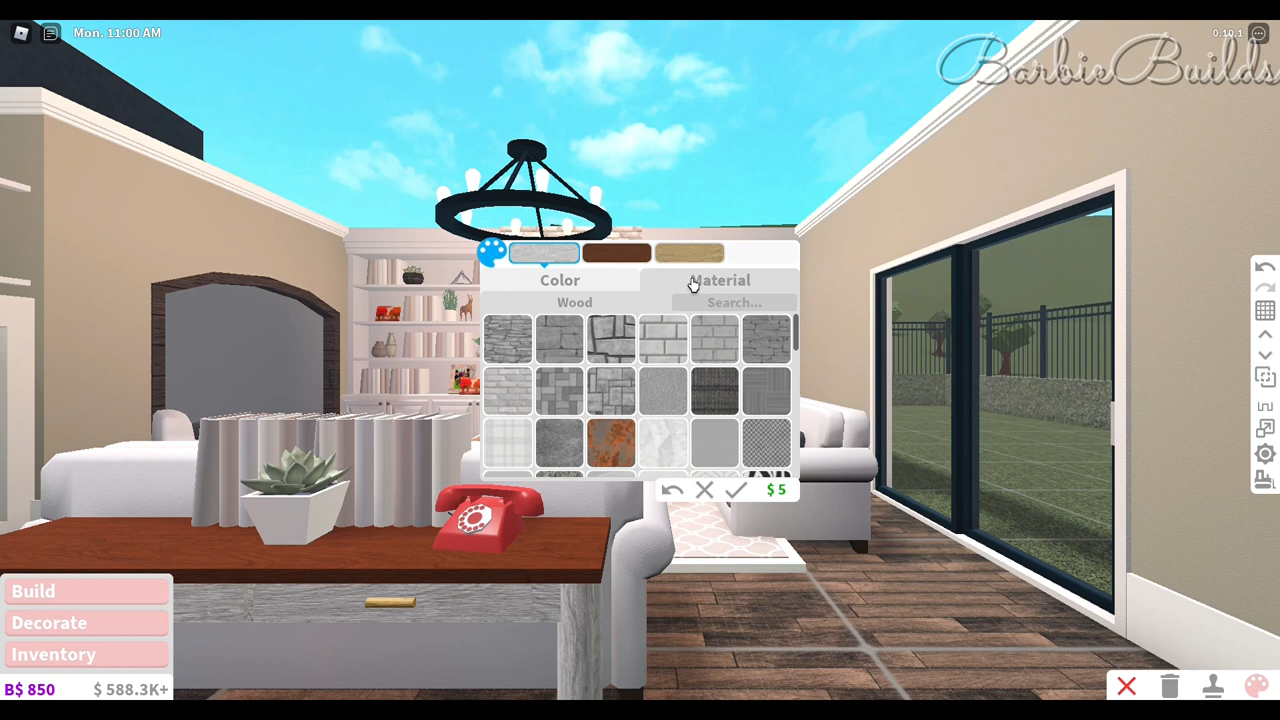 Mon. 11:00 AM
0.10.1
BarbieBuilds
Color
Material
Wood
Search...
$ 5
Build
Decorate
Inventory
B$ 850
$ 588.3K+